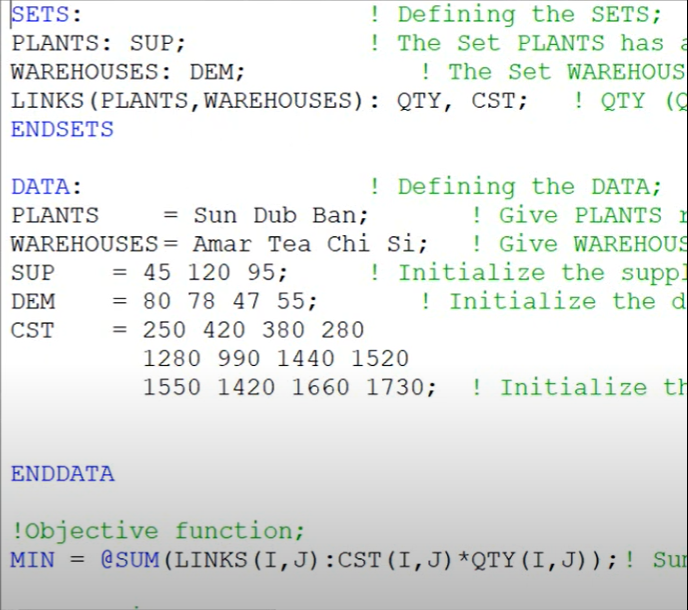 SETS: ! Defining the SETS;
PLANTS: SUP; ! The Set PLANTS has a
WAREHOUSES: DEM; ! The Set WAREHOUS
LINKS(PLANTS,WAREHOUSES): QTY, CST; ! QTY (Q
ENDSETS
DATA: ! Defining the DATA;
PLANTS = Sun Dub Ban; ! Give PLANTS r
WAREHOUSES= Amar Tea Chi Si; ! Give WAREHOUS
SUP = 45 120 95; ! Initialize the suppl
DEM = 80 78 47 55; ! Initialize the d
CST = 250 420 380 280
1280 990 1440 1520
1550 1420 1660 1730; ! Initialize th
ENDDATA
!Objective function;
MIN = @SUM(LINKS(I,J):CST(I,J)*QTY(I,J));! Sum